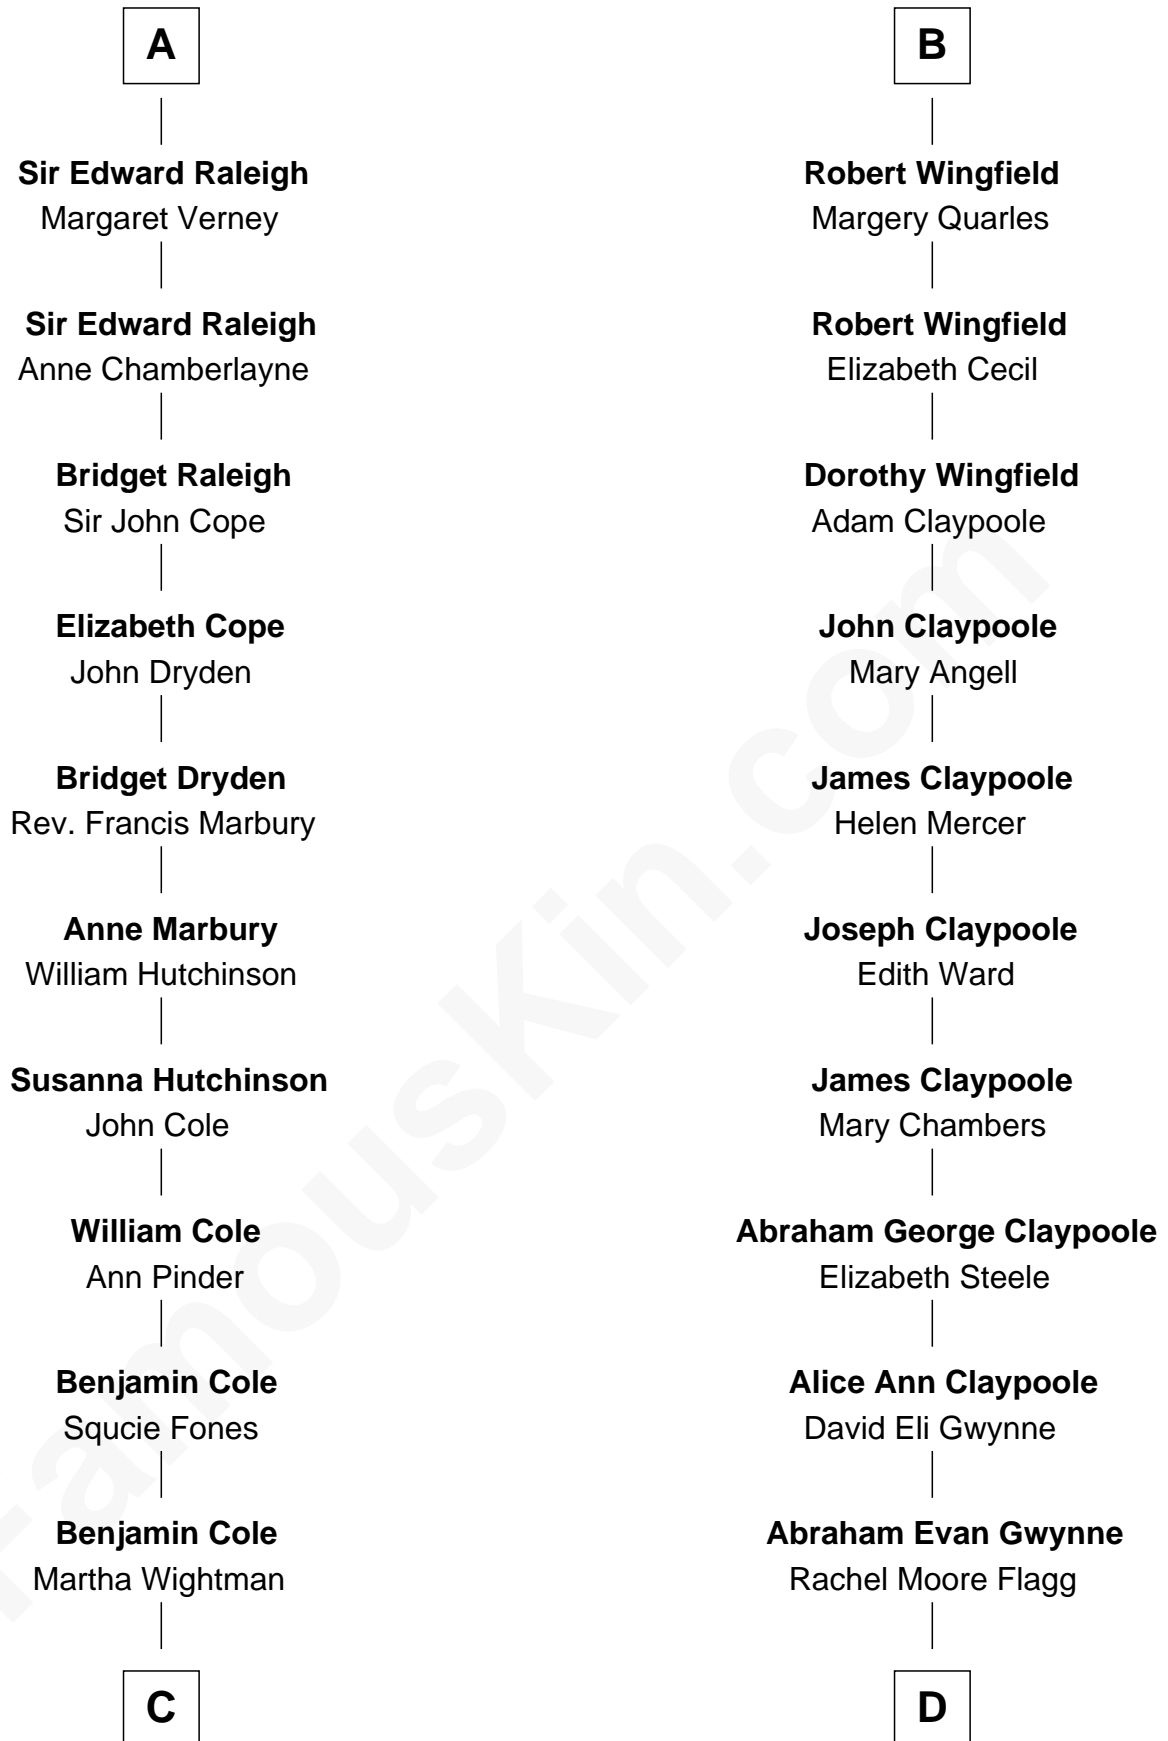 A
Sir Edward Raleigh
Margaret Verney
Sir Edward Raleigh
Anne Chamberlayne
Bridget Raleigh
Sir John Cope
Elizabeth Cope
John Dryden
Bridget Dryden
Rev. Francis Marbury
Anne Marbury
William Hutchinson
Susanna Hutchinson
John Cole
William Cole
Ann Pinder
Benjamin Cole
Squcie Fones
Benjamin Cole
Martha Wightman
C
B
Robert Wingfield
Margery Quarles
Robert Wingfield
Elizabeth Cecil
Dorothy Wingfield
Adam Claypoole
John Claypoole
Mary Angell
James Claypoole
Helen Mercer
Joseph Claypoole
Edith Ward
James Claypoole
Mary Chambers
Abraham George Claypoole
Elizabeth Steele
Alice Ann Claypoole
David Eli Gwynne
Abraham Evan Gwynne
Rachel Moore Flagg
D
FamousKin.com